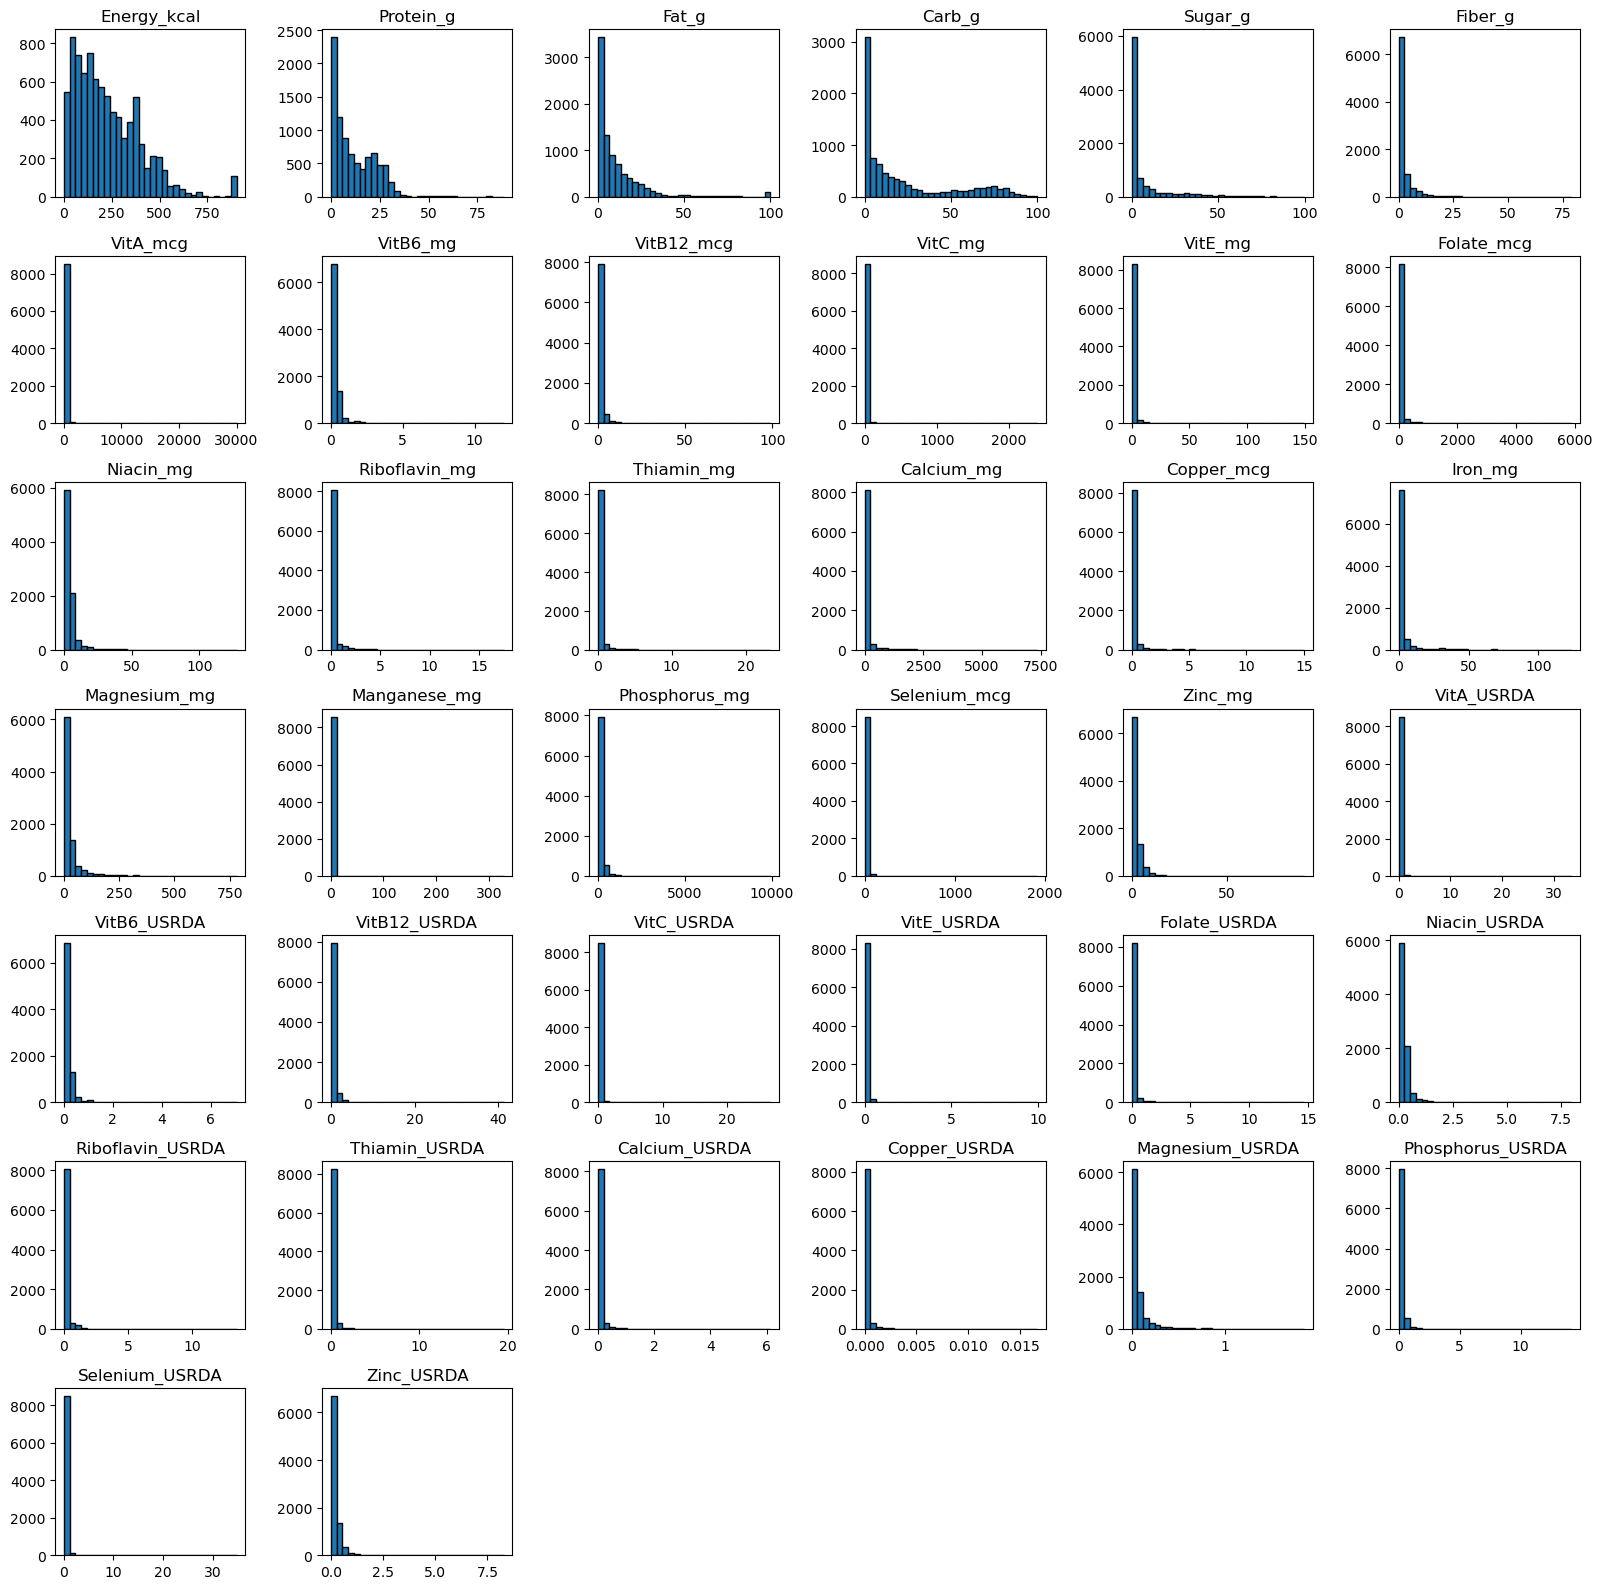 Energy_kcal Protein_g Fat_g Carb_g Sugar_g Fiber_g
800 600 400 200 0 2500 2000 1500 1000 500 0 3000 2000 1000 0 3000 2500 2000 1500 1000 500 0 6000 5000 4000 3000 2000 1000 0 6000 5000 4000 3000 2000 1000 0
0 250 500 750 0 25 50 75 0 50 100 0 50 100 0 50 100 0 25 50 75
VitA_mcg VitB6_mg VitB12_mcg VitC_mg VitE_mg Folate_mcg
8000 6000 4000 2000 0 6000 4000 2000 0 8000 6000 4000 2000 0 8000 6000 4000 2000 0 8000 6000 4000 2000 0 8000 6000 4000 2000 0
0 10000 20000 30000 0 5 10 0 50 100 0 1000 2000 0 50 100 150 0 2000 4000 6000
Niacin_mg Riboflavin_mg Thiamin_mg Calcium_mg Copper_mcg Iron_mg
6000 4000 2000 0 8000 6000 4000 2000 0 8000 6000 4000 2000 0 8000 6000 4000 2000 0 8000 6000 4000 2000 0 6000 4000 2000 0
0 50 100 0 5 10 15 0 10 20 0 2500 5000 7500 0 5 10 15 0 50 100
Magnesium_mg Manganese_mg Phosphorus_mg Selenium_mcg Zinc_mg VitA_USRDA
6000 4000 2000 0 8000 6000 4000 2000 0 8000 6000 4000 2000 0 8000 6000 4000 2000 0 6000 4000 2000 0 8000 6000 4000 2000 0
0 250 500 750 0 100 200 300 0 5000 10000 0 1000 2000 0 50 0 10 20 30
VitB6_USRDA VitB12_USRDA VitC_USRDA VitE_USRDA Folate_USRDA Niacin_USRDA
6000 4000 2000 0 8000 6000 4000 2000 0 8000 6000 4000 2000 0 8000 6000 4000 2000 0 8000 6000 4000 2000 0 6000 4000 2000 0
0 2 4 6 0 20 40 0 10 20 0 5 10 0 5 10 15 0.0 2.5 5.0 7.5
Riboflavin_USRDA Thiamin_USRDA Calcium_USRDA Copper_USRDA Magnesium_USRDA Phosphorus_USRDA
8000 6000 4000 2000 0 8000 6000 4000 2000 0 8000 6000 4000 2000 0 8000 6000 4000 2000 0 6000 4000 2000 0 8000 6000 4000 2000 0
0 5 10 0 10 20 0 2 4 6 0.000 0.005 0.010 0.015 0 1 0 5 10
Selenium_USRDA Zinc_USRDA
8000 6000 4000 2000 0 6000 4000 2000 0
0 10 20 30 0.0 2.5 5.0 7.5